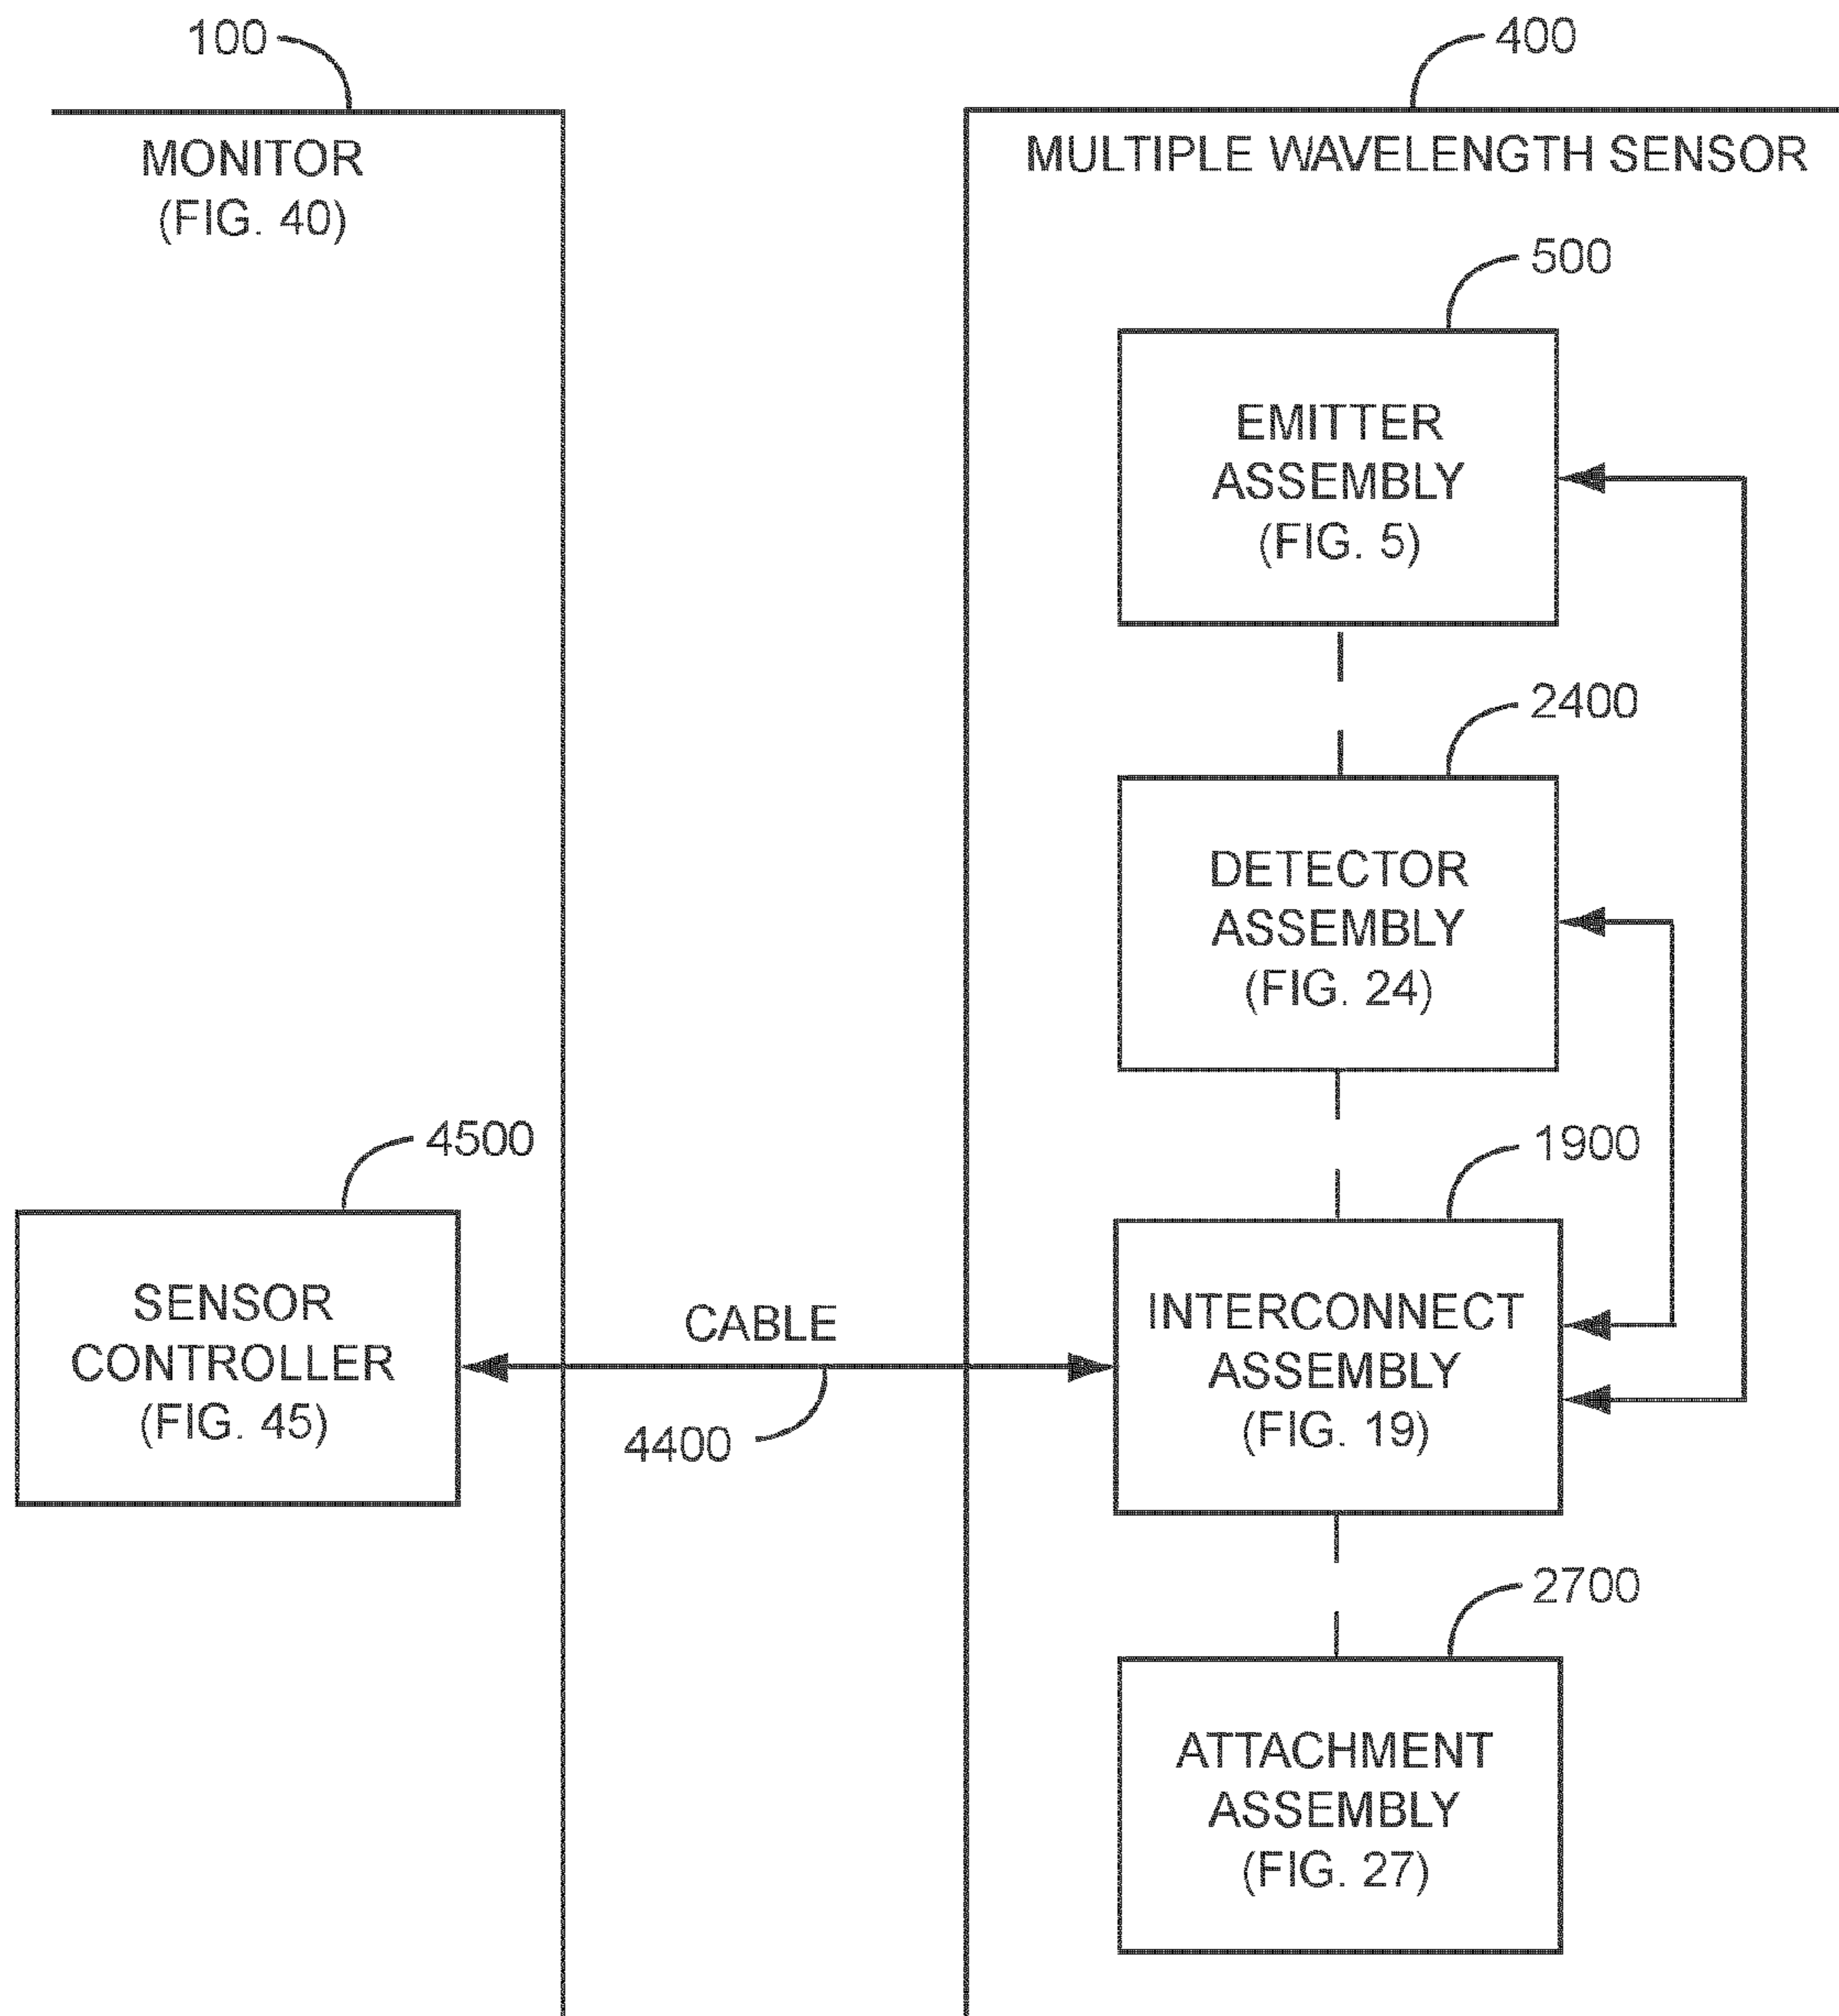 100
400
MONITOR
(FIG. 40)
MULTIPLE WAVELENGTH SENSOR
500
EMITTER
ASSEMBLY
(FIG. 5)
2400
DETECTOR
ASSEMBLY
(FIG. 24)
4500
1900
SENSOR
CONTROLLER
(FIG. 45)
CABLE
4400
INTERCONNECT
ASSEMBLY
(FIG. 19)
2700
ATTACHMENT
ASSEMBLY
(FIG. 27)